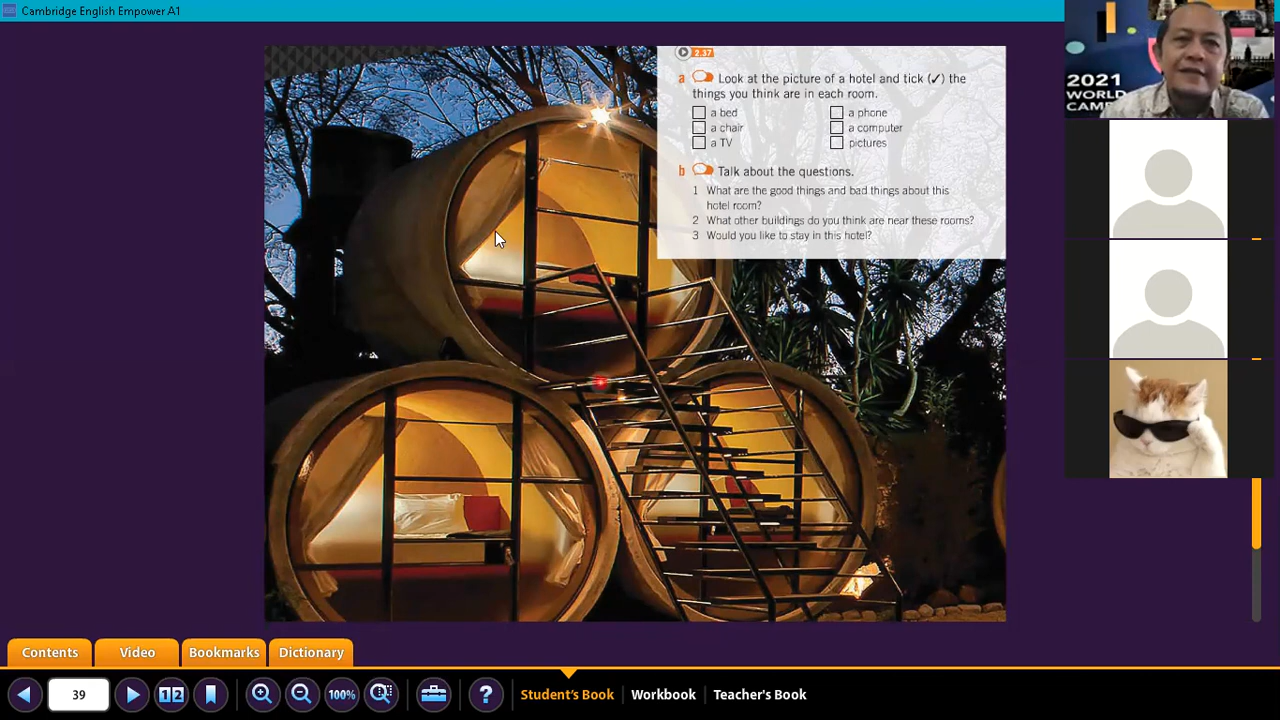 Cambridge English Empower A1
2.37
a Look at the picture of a hotel and tick (✓) the
things you think are in each room.
a bed
a phone
a chair
a computer
a TV
pictures
b Talk about the questions.
1 What are the good things and bad things about this
hotel room?
2 What other buildings do you think are near these rooms?
3 Would you like to stay in this hotel?
2021
WORLD
CAM
Contents
Video
Bookmarks
Dictionary
39
1 2
100%
?
Student's Book
Workbook
Teacher's Book